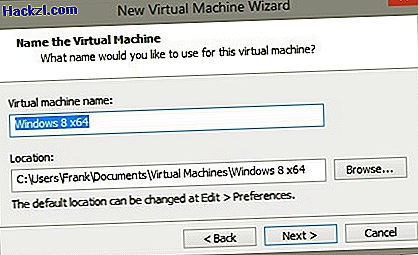 Hackzl.com
New Virtual Machine Wizard
Name the Virtual Machine
What name would you like to use for this virtual machine?
Virtual machine name:
Windows 8 x64
Location:
C:\Users\Frank\Documents\Virtual Machines\Windows 8 x64
Browse...
The default location can be changed at Edit > Preferences.
< Back
Next >
Cancel